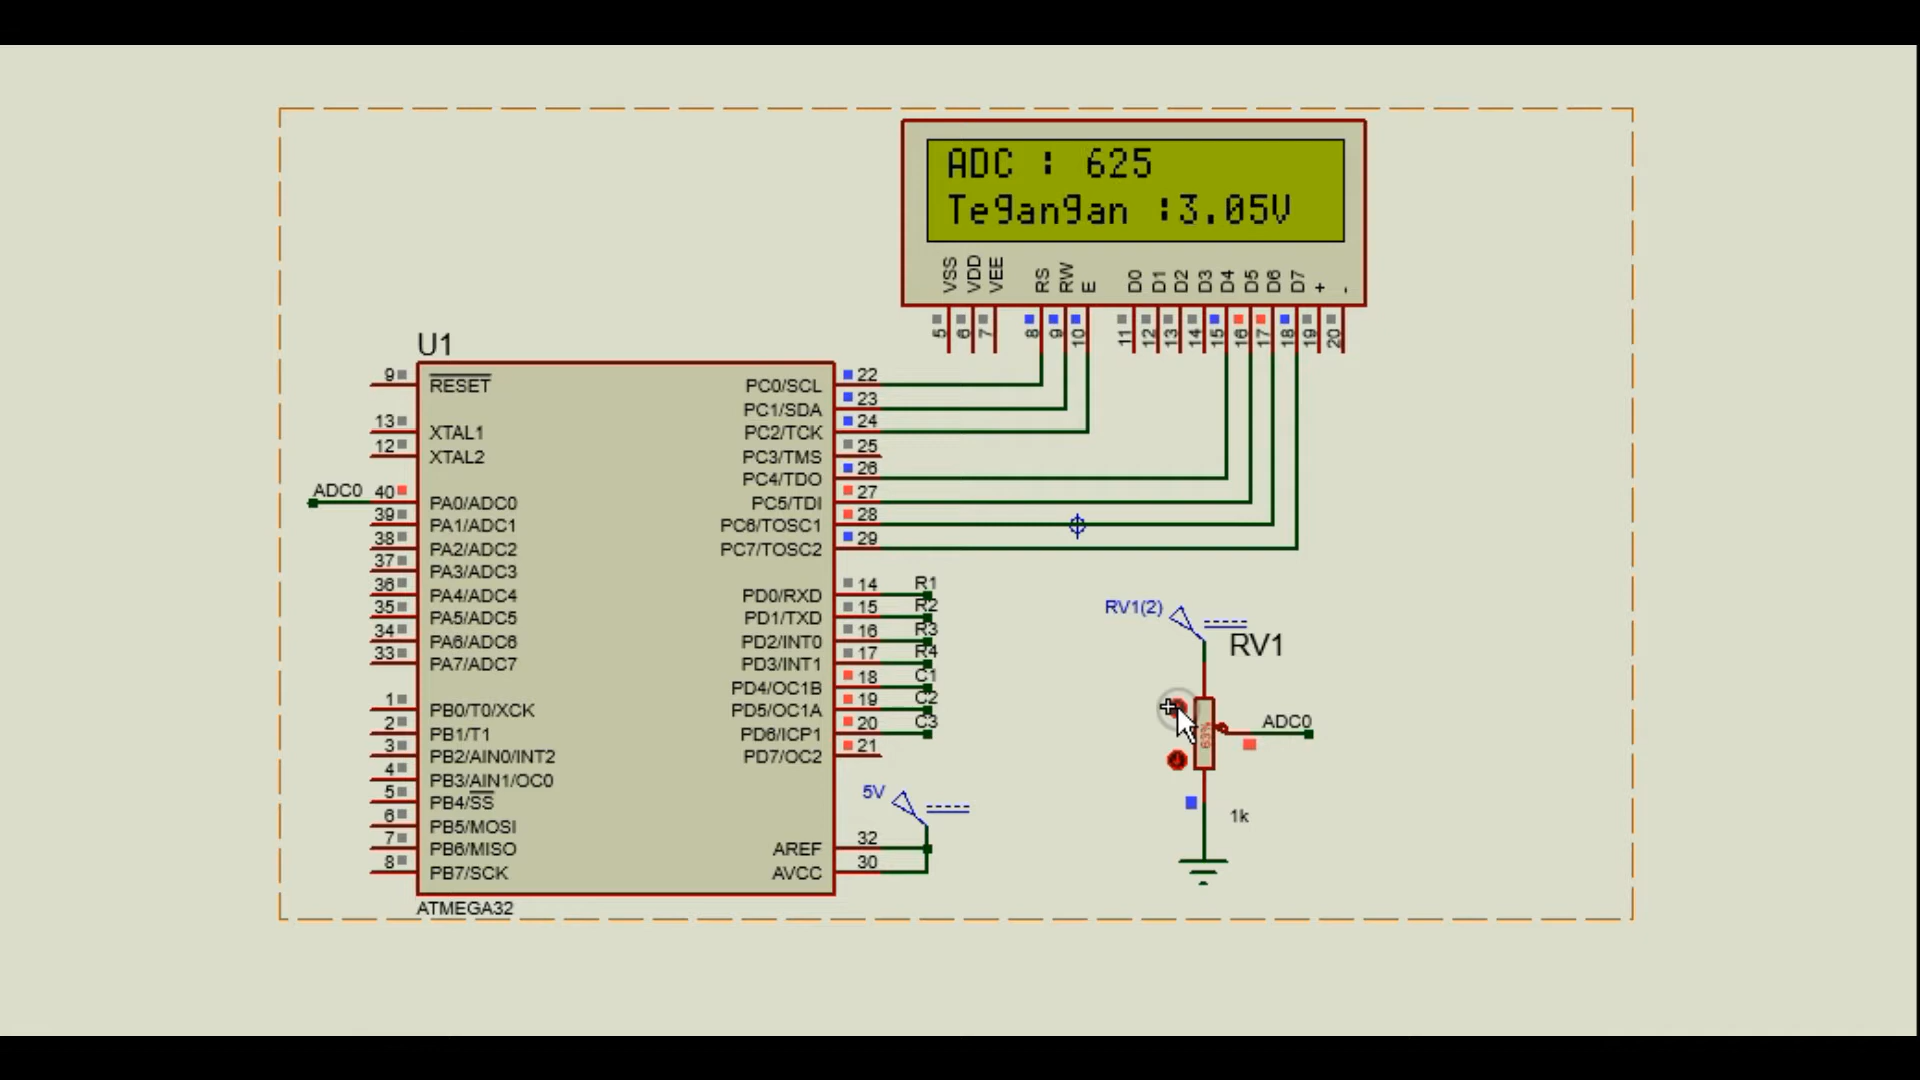 ADC : 625
Tegangan :3.05V
VSS
VDD
VEE
RS
RW
E
D0
D1
D2
D3
D4
D5
D6
D7
+
-
5
6
7
8
9
10
11
12
13
14
15
16
17
18
19
20
U1
9 RESET
13 XTAL1
12 XTAL2
ADC0 40 PA0/ADC0
39 PA1/ADC1
38 PA2/ADC2
37 PA3/ADC3
36 PA4/ADC4
35 PA5/ADC5
34 PA6/ADC6
33 PA7/ADC7
1 PB0/T0/XCK
2 PB1/T1
3 PB2/AIN0/INT2
4 PB3/AIN1/OC0
5 PB4/SS
6 PB5/MOSI
7 PB6/MISO
8 PB7/SCK
PC0/SCL 22
PC1/SDA 23
PC2/TCK 24
PC3/TMS 25
PC4/TDO 26
PC5/TDI 27
PC6/TOSC1 28
PC7/TOSC2 29
PD0/RXD 14 R1
PD1/TXD 15 R2
PD2/INT0 16 R3
PD3/INT1 17 R4
PD4/OC1B 18 C1
PD5/OC1A 19 C2
PD6/ICP1 20 C3
PD7/OC2 21
5V
AREF 32
AVCC 30
ATMEGA32
RV1(2)
RV1
63%
ADC0
1k